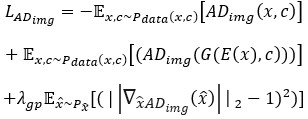 L_{AD_{img}} = -𝔼_{x,c~P_{data}(x,c)}[AD_{img}(x,c)]
+ 𝔼_{x,c~P_{data}(x,c)}[(AD_{img}(G(E(x),c)))]
+λ_{gp}𝔼_{x̂~P_{x̂}}[(||∇_{x̂}AD_{img}(x̂)||_2 − 1)^2)]